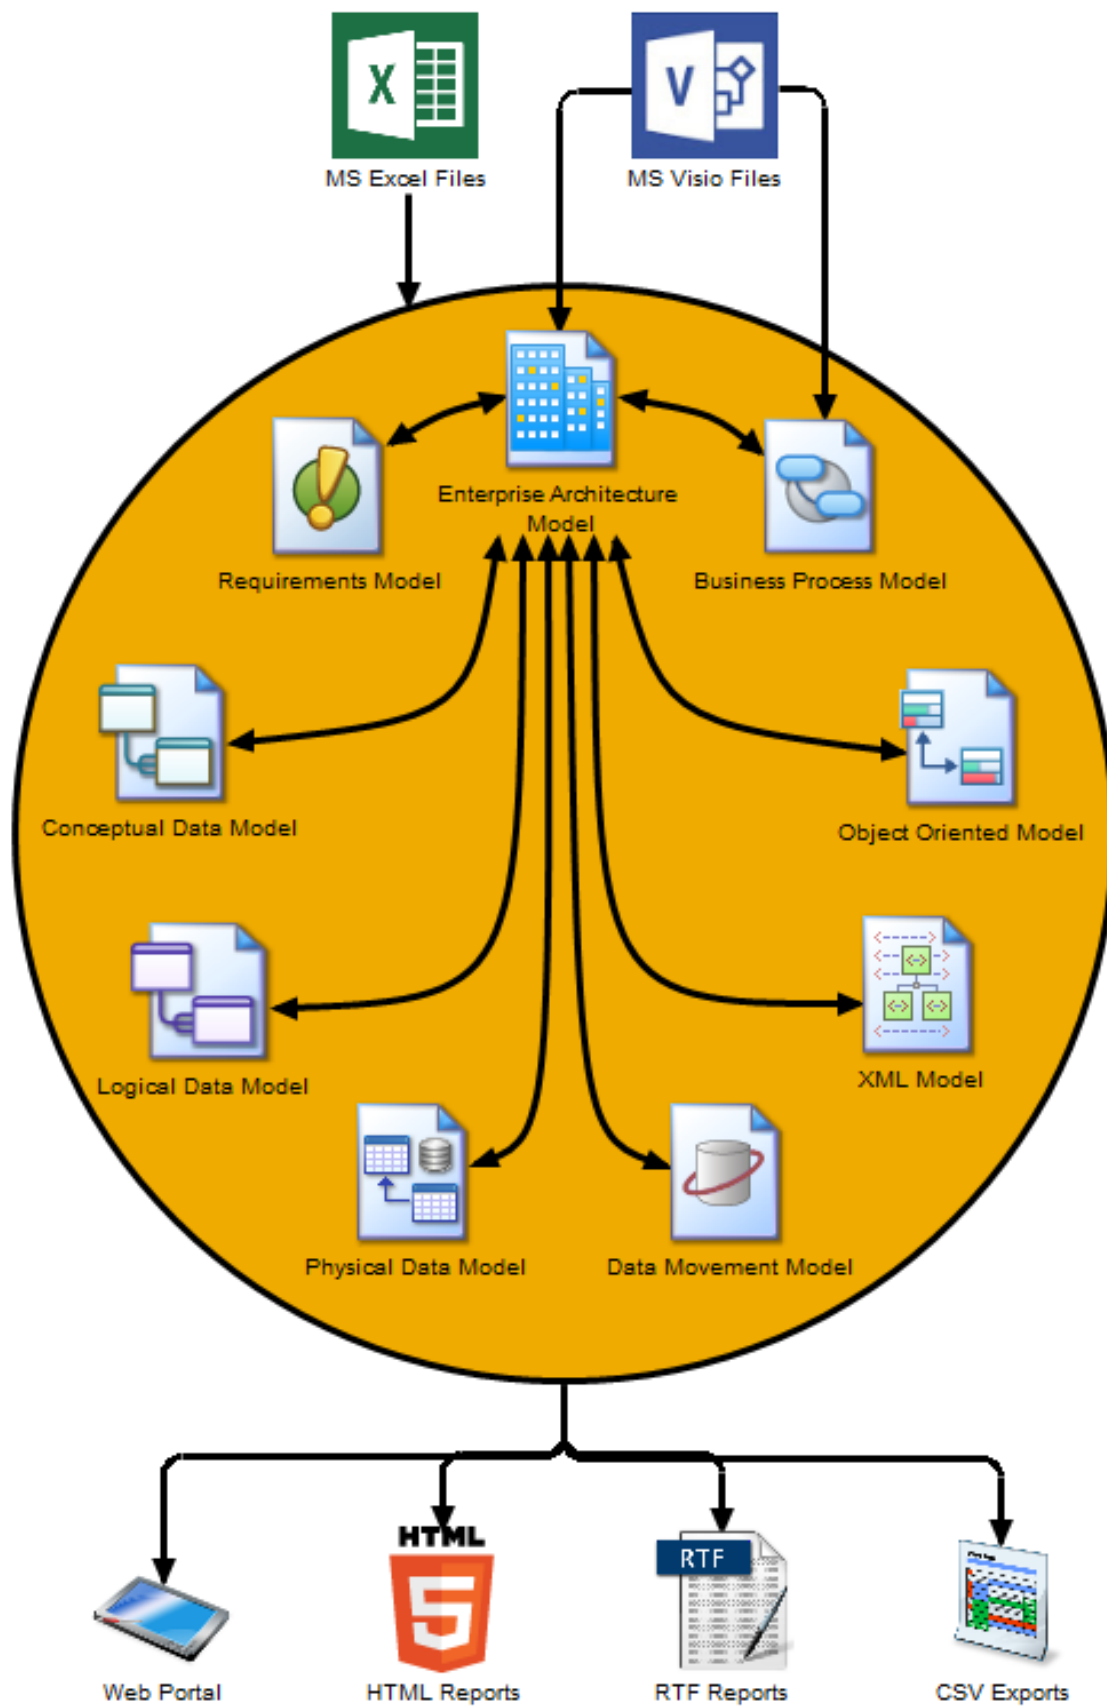 X
V
MS Excel Files
MS Visio Files
Enterprise Architecture
Model
Requirements Model
Business Process Model
Conceptual Data Model
Object Oriented Model
Logical Data Model
XML Model
Physical Data Model
Data Movement Model
HTML
5
RTF
Web Portal
HTML Reports
RTF Reports
CSV Exports